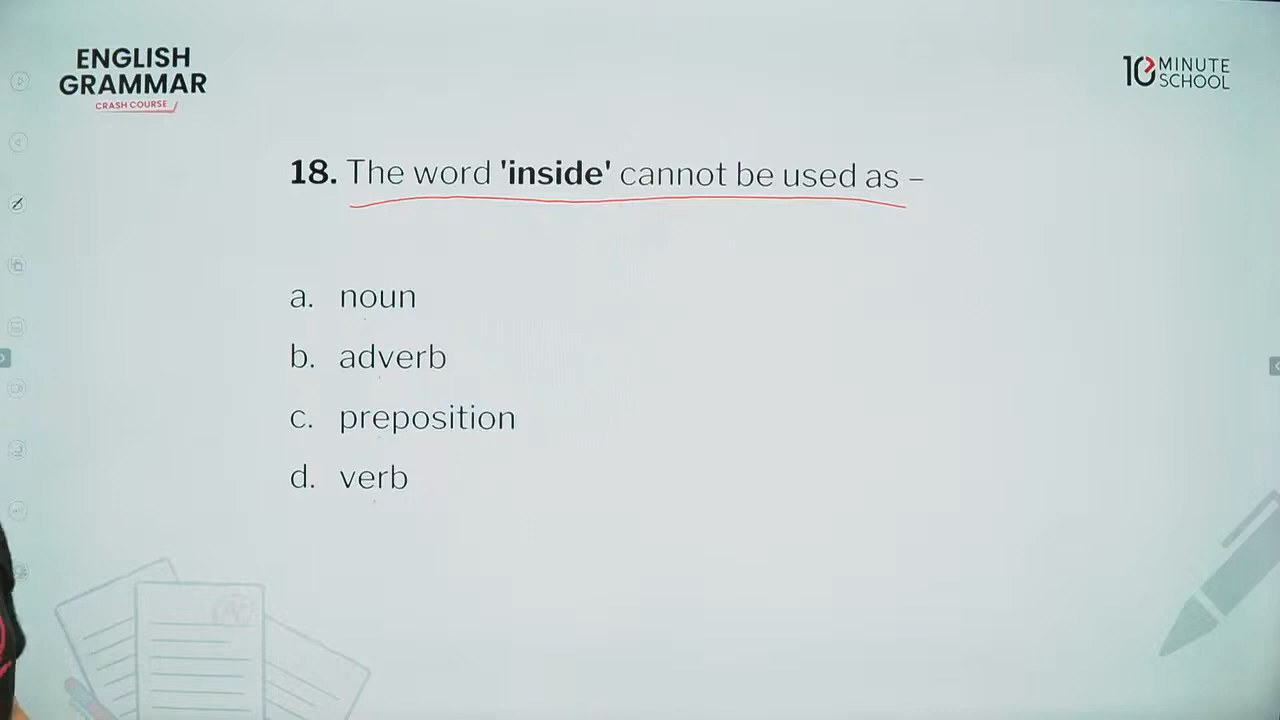 ENGLISH
GRAMMAR
CRASH COURSE
10 MINUTE
SCHOOL
18. The word 'inside' cannot be used as –
a. noun
b. adverb
c. preposition
d. verb